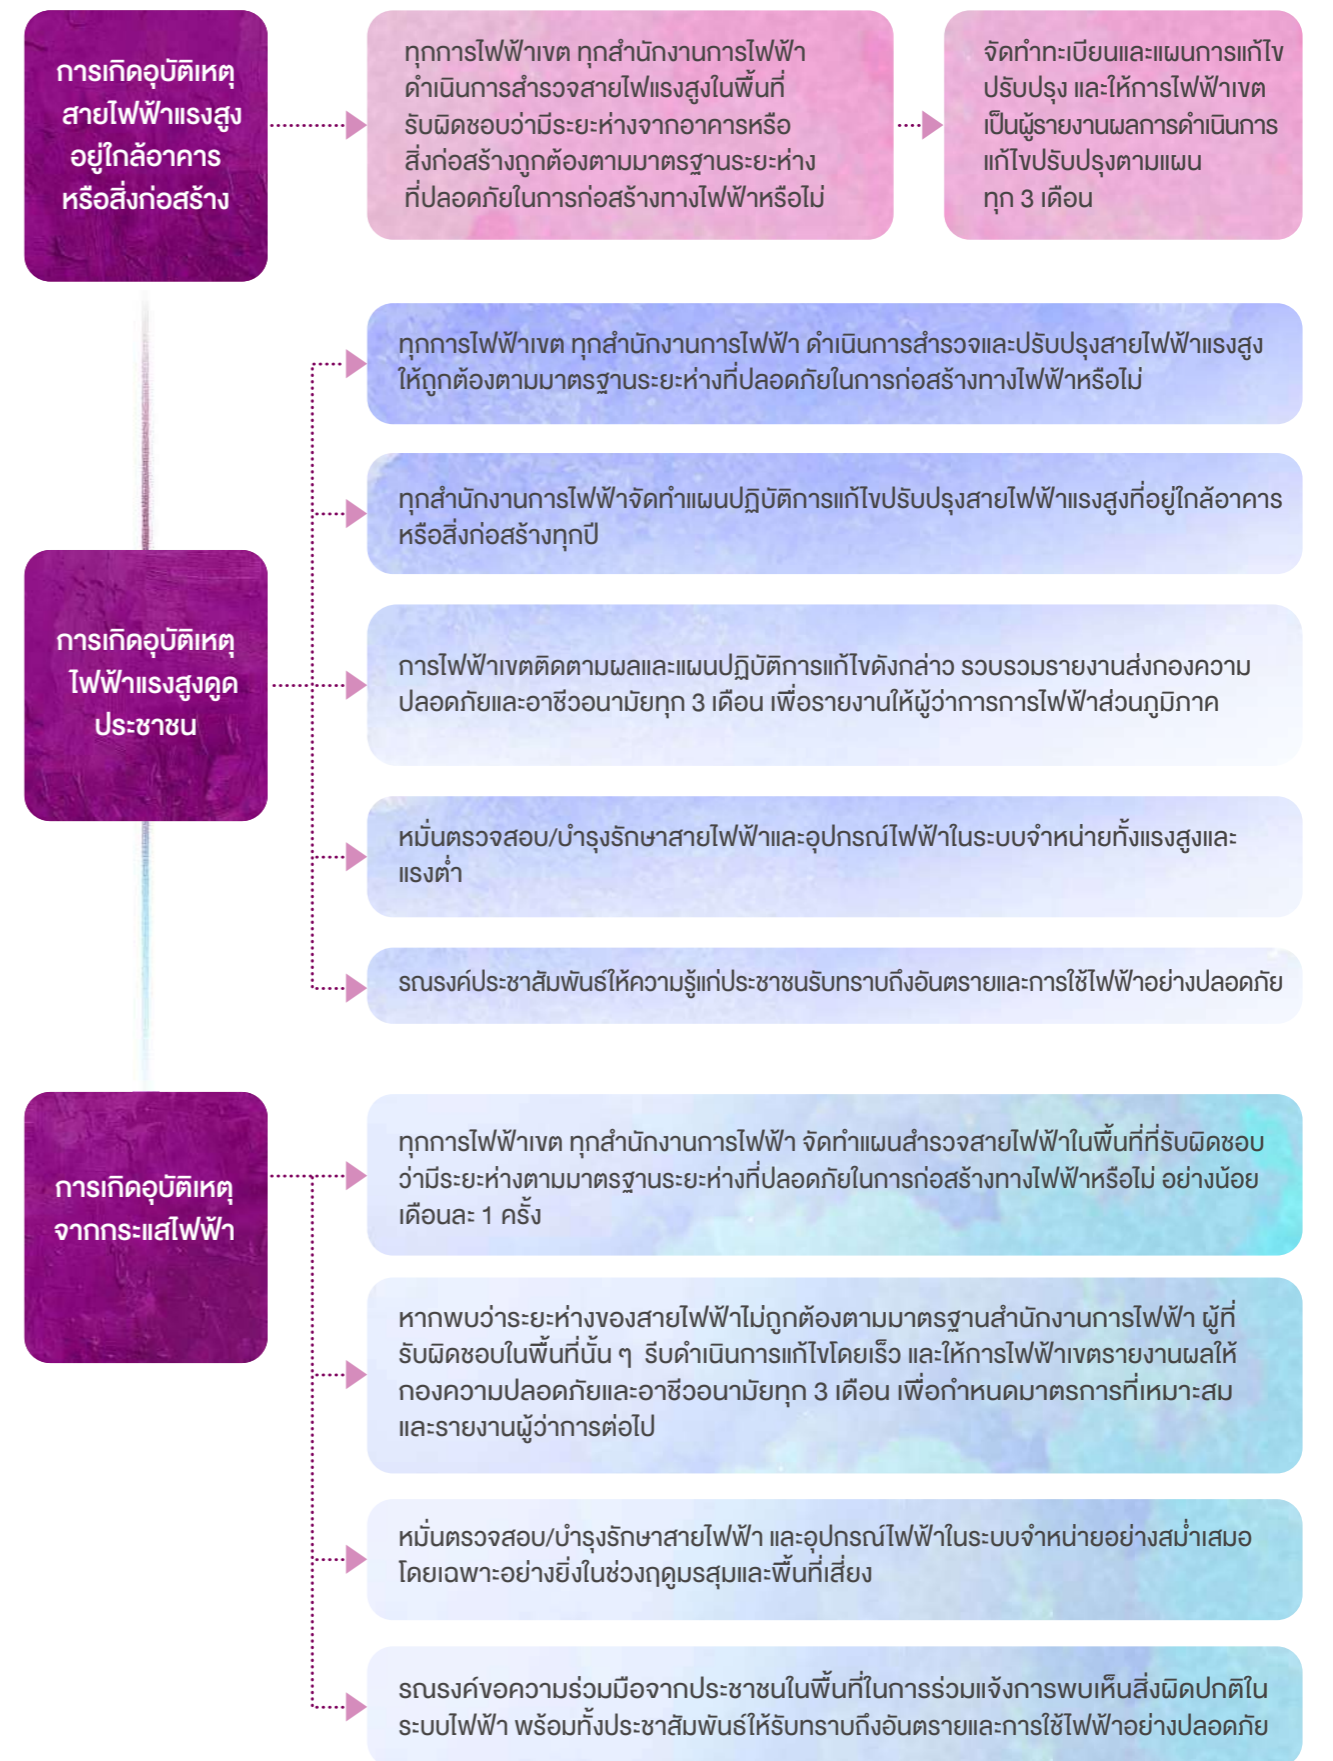 การเกิดอุบัติเหตุ
สายไฟฟ้าแรงสูง
อยู่ใกล้อาคาร
หรือสิ่งก่อสร้าง
ทุกการไฟฟ้าเขต ทุกสำนักงานการไฟฟ้า
ดำเนินการสำรวจสายไฟแรงสูงในพื้นที่
รับผิดชอบว่ามีระยะห่างจากอาคารหรือ
สิ่งก่อสร้างถูกต้องตามมาตรฐานระยะห่าง
ที่ปลอดภัยในการก่อสร้างทางไฟฟ้าหรือไม่
จัดทำทะเบียนและแผนการแก้ไข
ปรับปรุง และให้การไฟฟ้าเขต
เป็นผู้รายงานผลการดำเนินการ
แก้ไขปรับปรุงตามแผน
ทุก 3 เดือน
การเกิดอุบัติเหตุ
ไฟฟ้าแรงสูงดูด
ประชาชน
ทุกการไฟฟ้าเขต ทุกสำนักงานการไฟฟ้า ดำเนินการสำรวจและปรับปรุงสายไฟฟ้าแรงสูง
ให้ถูกต้องตามมาตรฐานระยะห่างที่ปลอดภัยในการก่อสร้างทางไฟฟ้าหรือไม่
ทุกสำนักงานการไฟฟ้าจัดทำแผนปฏิบัติการแก้ไขปรับปรุงสายไฟฟ้าแรงสูงที่อยู่ใกล้อาคาร
หรือสิ่งก่อสร้างทุกปี
การไฟฟ้าเขตติดตามผลและแผนปฏิบัติการแก้ไขดังกล่าว รวบรวมรายงานส่งกองความ
ปลอดภัยและอาชีวอนามัยทุก 3 เดือน เพื่อรายงานให้ผู้ว่าการการไฟฟ้าส่วนภูมิภาค
หมั่นตรวจสอบ/บำรุงรักษาสายไฟฟ้าและอุปกรณ์ไฟฟ้าในระบบจำหน่ายทั้งแรงสูงและ
แรงต่ำ
รณรงค์ประชาสัมพันธ์ให้ความรู้แก่ประชาชนรับทราบถึงอันตรายและการใช้ไฟฟ้าอย่างปลอดภัย
การเกิดอุบัติเหตุ
จากกระแสไฟฟ้า
ทุกการไฟฟ้าเขต ทุกสำนักงานการไฟฟ้า จัดทำแผนสำรวจสายไฟฟ้าในพื้นที่ที่รับผิดชอบ
ว่ามีระยะห่างตามมาตรฐานระยะห่างที่ปลอดภัยในการก่อสร้างทางไฟฟ้าหรือไม่ อย่างน้อย
เดือนละ 1 ครั้ง
หากพบว่าระยะห่างของสายไฟฟ้าไม่ถูกต้องตามมาตรฐานสำนักงานการไฟฟ้า ผู้ที่
รับผิดชอบในพื้นที่นั้น ๆ รีบดำเนินการแก้ไขโดยเร็ว และให้การไฟฟ้าเขตรายงานผลให้
กองความปลอดภัยและอาชีวอนามัยทุก 3 เดือน เพื่อกำหนดมาตรการที่เหมาะสม
และรายงานผู้ว่าการต่อไป
หมั่นตรวจสอบ/บำรุงรักษาสายไฟฟ้า และอุปกรณ์ไฟฟ้าในระบบจำหน่ายอย่างสม่ำเสมอ
โดยเฉพาะอย่างยิ่งในช่วงฤดูมรสุมและพื้นที่เสี่ยง
รณรงค์ขอความร่วมมือจากประชาชนในพื้นที่ในการร่วมแจ้งการพบเห็นสิ่งผิดปกติใน
ระบบไฟฟ้า พร้อมทั้งประชาสัมพันธ์ให้รับทราบถึงอันตรายและการใช้ไฟฟ้าอย่างปลอดภัย